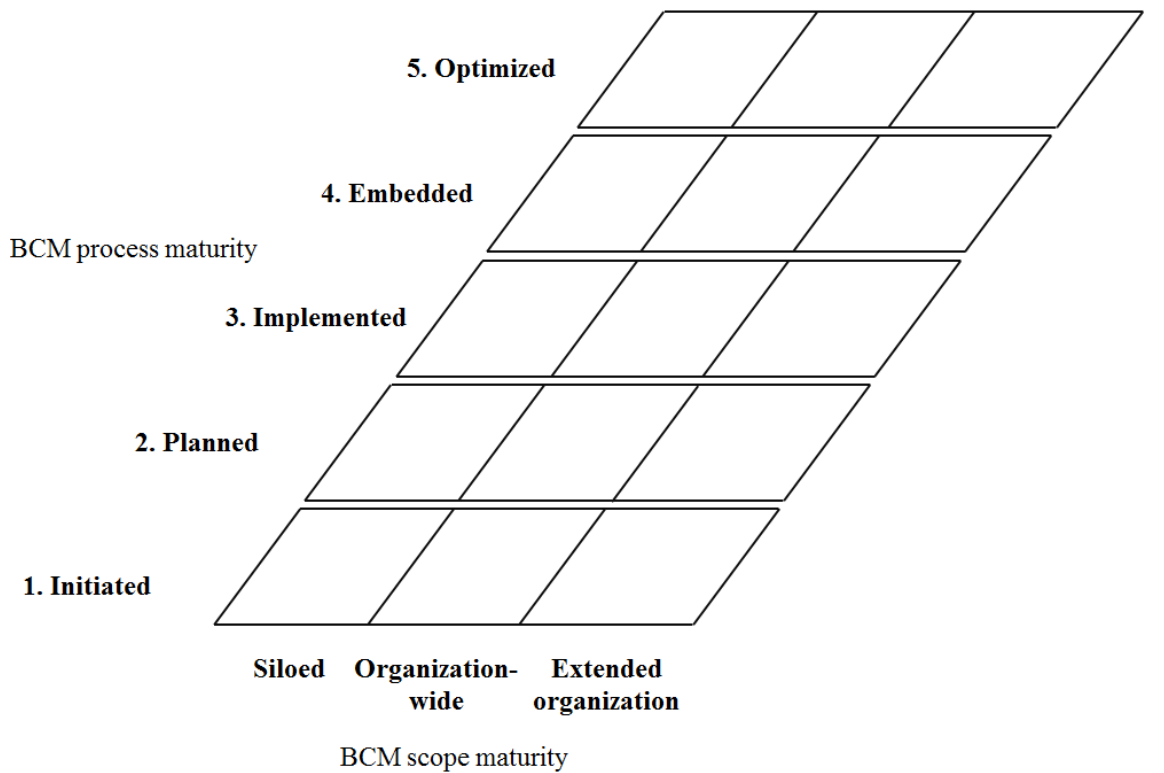 5. Optimized
4. Embedded
BCM process maturity
3. Implemented
2. Planned
1. Initiated
Siloed
Organization-
wide
Extended
organization
BCM scope maturity